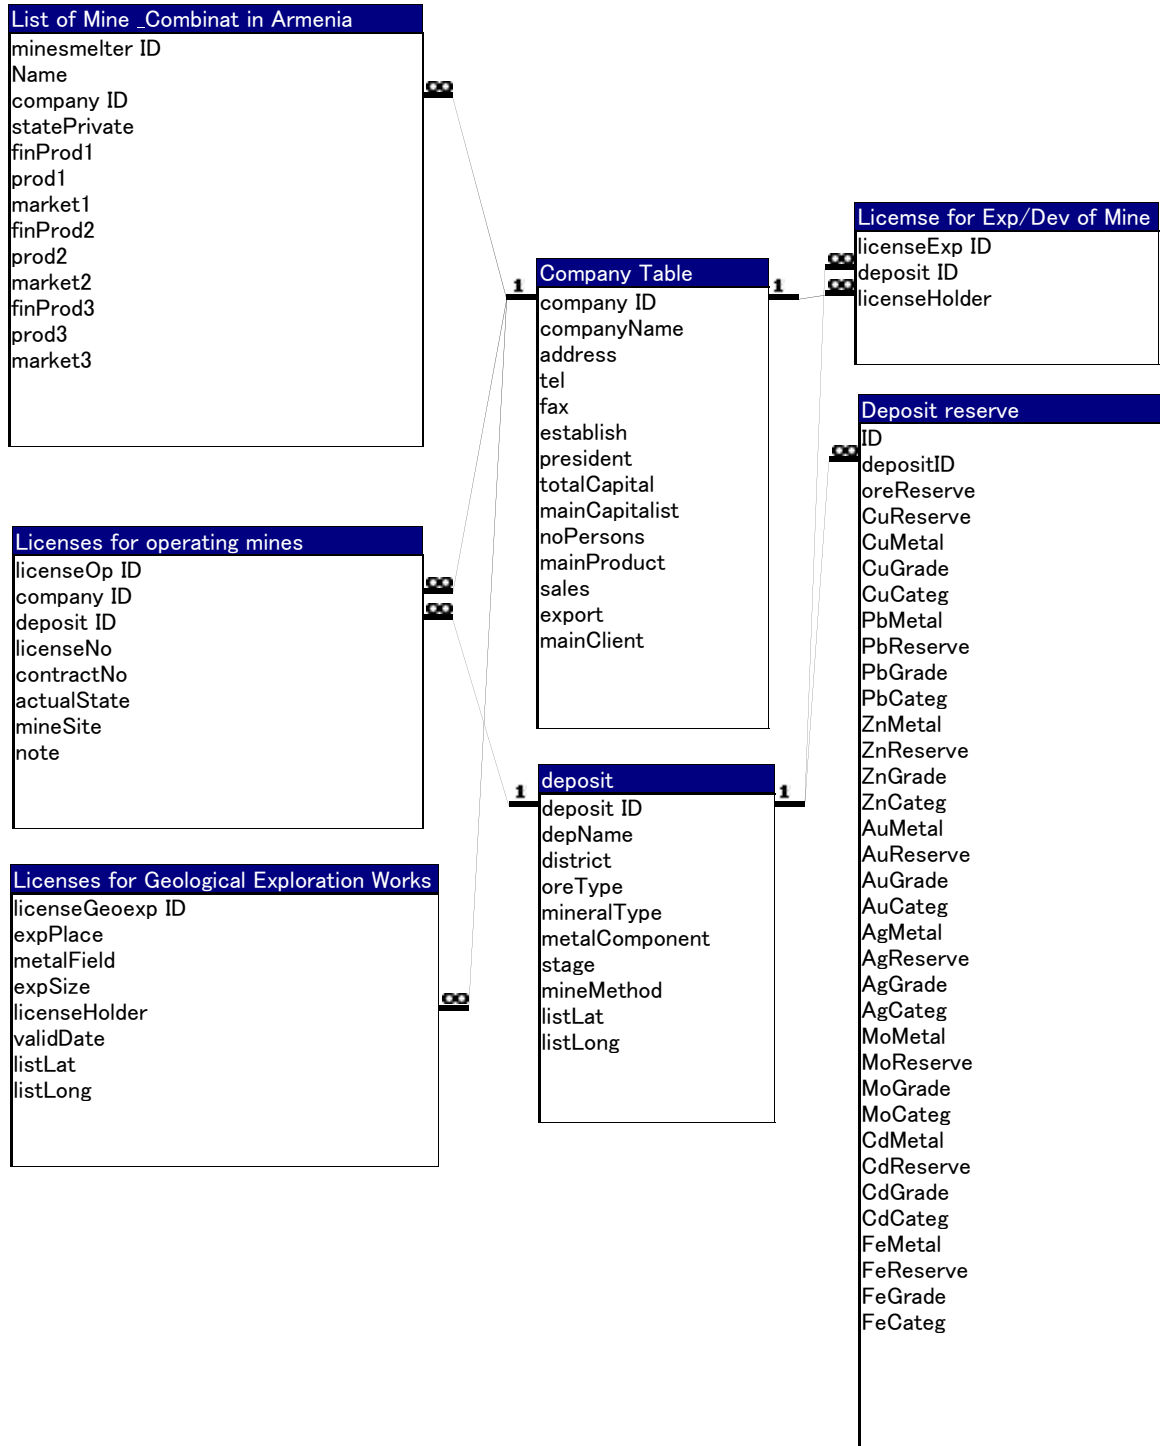 List of Mine _Combinat in Armenia
minesmelter ID
Name
company ID
statePrivate
finProd1
prod1
market1
finProd2
prod2
market2
finProd3
prod3
market3
∞
Licenses for operating mines
licenseOp ID
company ID
deposit ID
licenseNo
contractNo
actualState
mineSite
note
∞
∞
Licenses for Geological Exploration Works
licenseGeoexp ID
expPlace
metalField
expSize
licenseHolder
validDate
listLat
listLong
∞
1
Company Table
1
company ID
companyName
address
tel
fax
establish
president
totalCapital
mainCapitalist
noPersons
mainProduct
sales
export
mainClient
1
deposit
1
deposit ID
depName
district
oreType
mineralType
metalComponent
stage
mineMethod
listLat
listLong
Licemse for Exp/Dev of Mine
licenseExp ID
∞
deposit ID
∞
licenseHolder
Deposit reserve
ID
∞
depositID
oreReserve
CuReserve
CuMetal
CuGrade
CuCateg
PbMetal
PbReserve
PbGrade
PbCateg
ZnMetal
ZnReserve
ZnGrade
ZnCateg
AuMetal
AuReserve
AuGrade
AuCateg
AgMetal
AgReserve
AgGrade
AgCateg
MoMetal
MoReserve
MoGrade
MoCateg
CdMetal
CdReserve
CdGrade
CdCateg
FeMetal
FeReserve
FeGrade
FeCateg